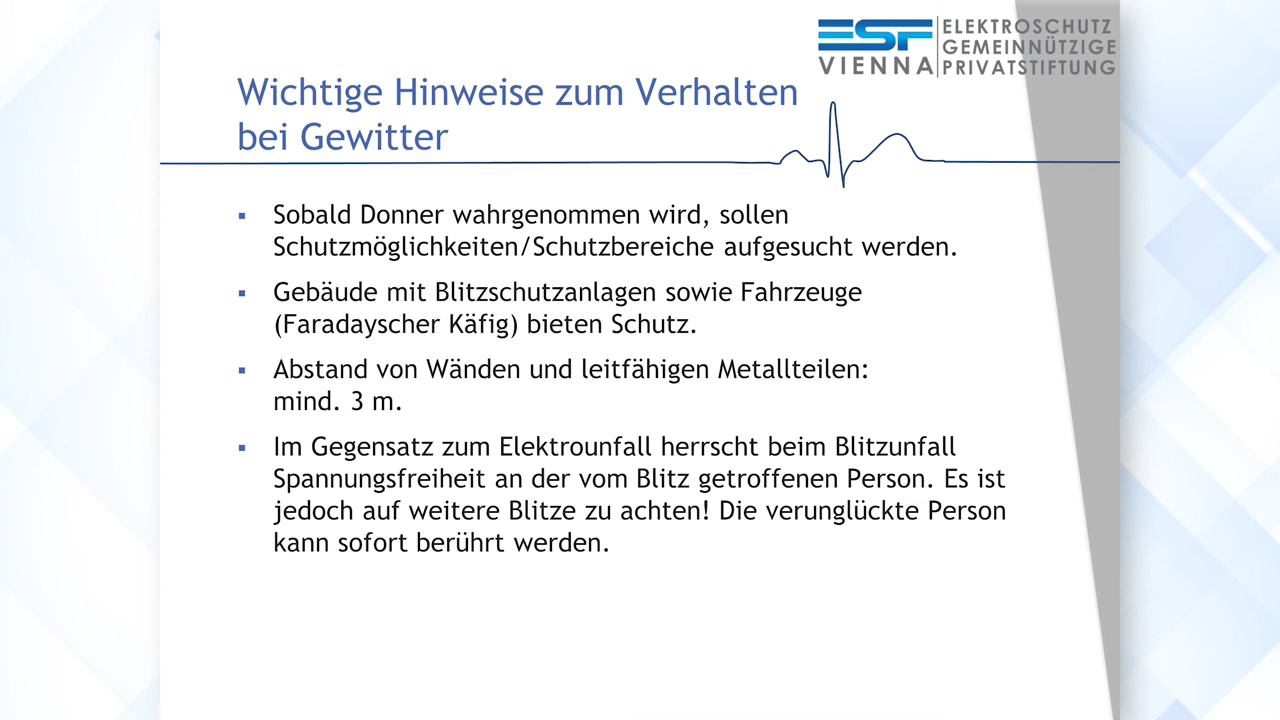 ESF
VIENNA
ELEKTROSCHUTZ
GEMEINNÜTZIGE
PRIVATSTIFTUNG
Wichtige Hinweise zum Verhalten
bei Gewitter
▪ Sobald Donner wahrgenommen wird, sollen
Schutzmöglichkeiten/Schutzbereiche aufgesucht werden.
▪ Gebäude mit Blitzschutzanlagen sowie Fahrzeuge
(Faradayscher Käfig) bieten Schutz.
▪ Abstand von Wänden und leitfähigen Metallteilen:
mind. 3 m.
▪ Im Gegensatz zum Elektrounfall herrscht beim Blitzunfall
Spannungsfreiheit an der vom Blitz getroffenen Person. Es ist
jedoch auf weitere Blitze zu achten! Die verunglückte Person
kann sofort berührt werden.